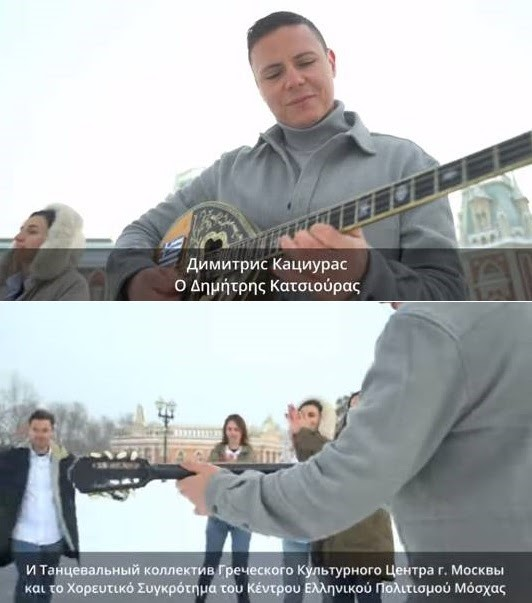 Димитрис Кациурас
Ο Δημήτρης Κατσιούρας
И Танцевальный коллектив Греческого Культурного Центра г. Москвы
και το Χορευτικό Συγκρότημα του Κέντρου Ελληνικού Πολιτισμού Μόσχας